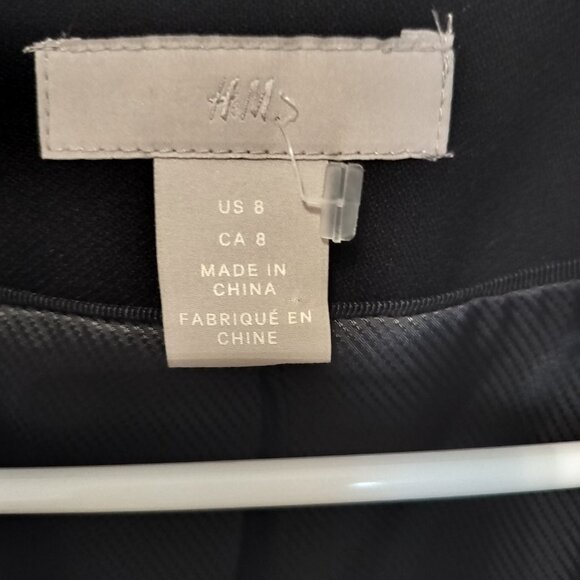 H&M
US 8
CA 8
MADE IN
CHINA
FABRIQUÉ EN
CHINE